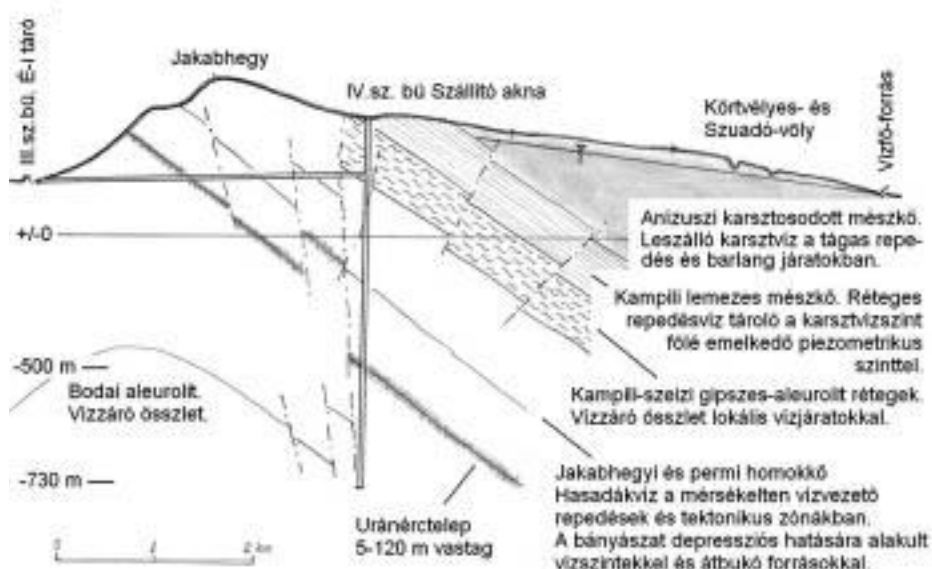 Jakabhegy
III.sz.bü. É-i táró
IV.sz. bü Szállító akna
Körtvélyes- és
Szuadó-völy
Vízfő-forrás
+/-0
Anizuszi karsztosodott mészkő.
Leszálló karsztvíz a tágas repe-
dés és barlang járatokban.
Kampili lemezes mészkő. Réteges
repedésvíz tároló a karsztvízszint
fölé emelkedő piezometrikus
szinttel.
-500 m
Bodai aleurolit.
Vízzáró összlet.
Kampili-szeizi gipszes-aleurolit rétegek.
Vízzáró összlet lokális vízjáratokkal.
-730 m
Uránérctelep
5-120 m vastag
Jakabhegyi és permi homokkő
Hasadékvíz a mérsékelten vízvezető
repedések és tektonikus zónákban.
A bányászat depressziós hatására alakult
vízszintekkel és átbukó forrásokkal.
0 1 2 km